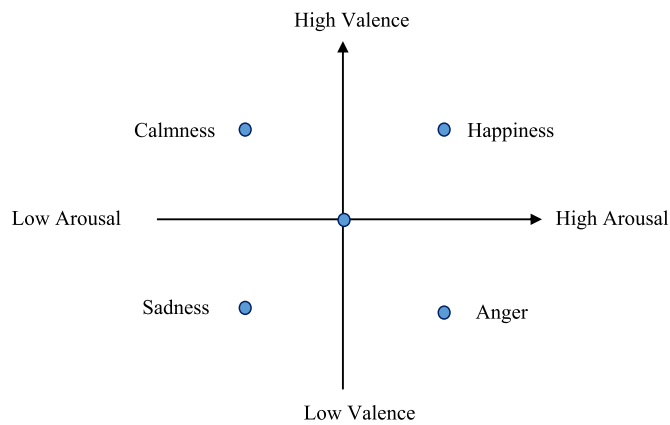 High Valence
Calmness
Happiness
Low Arousal
High Arousal
Sadness
Anger
Low Valence